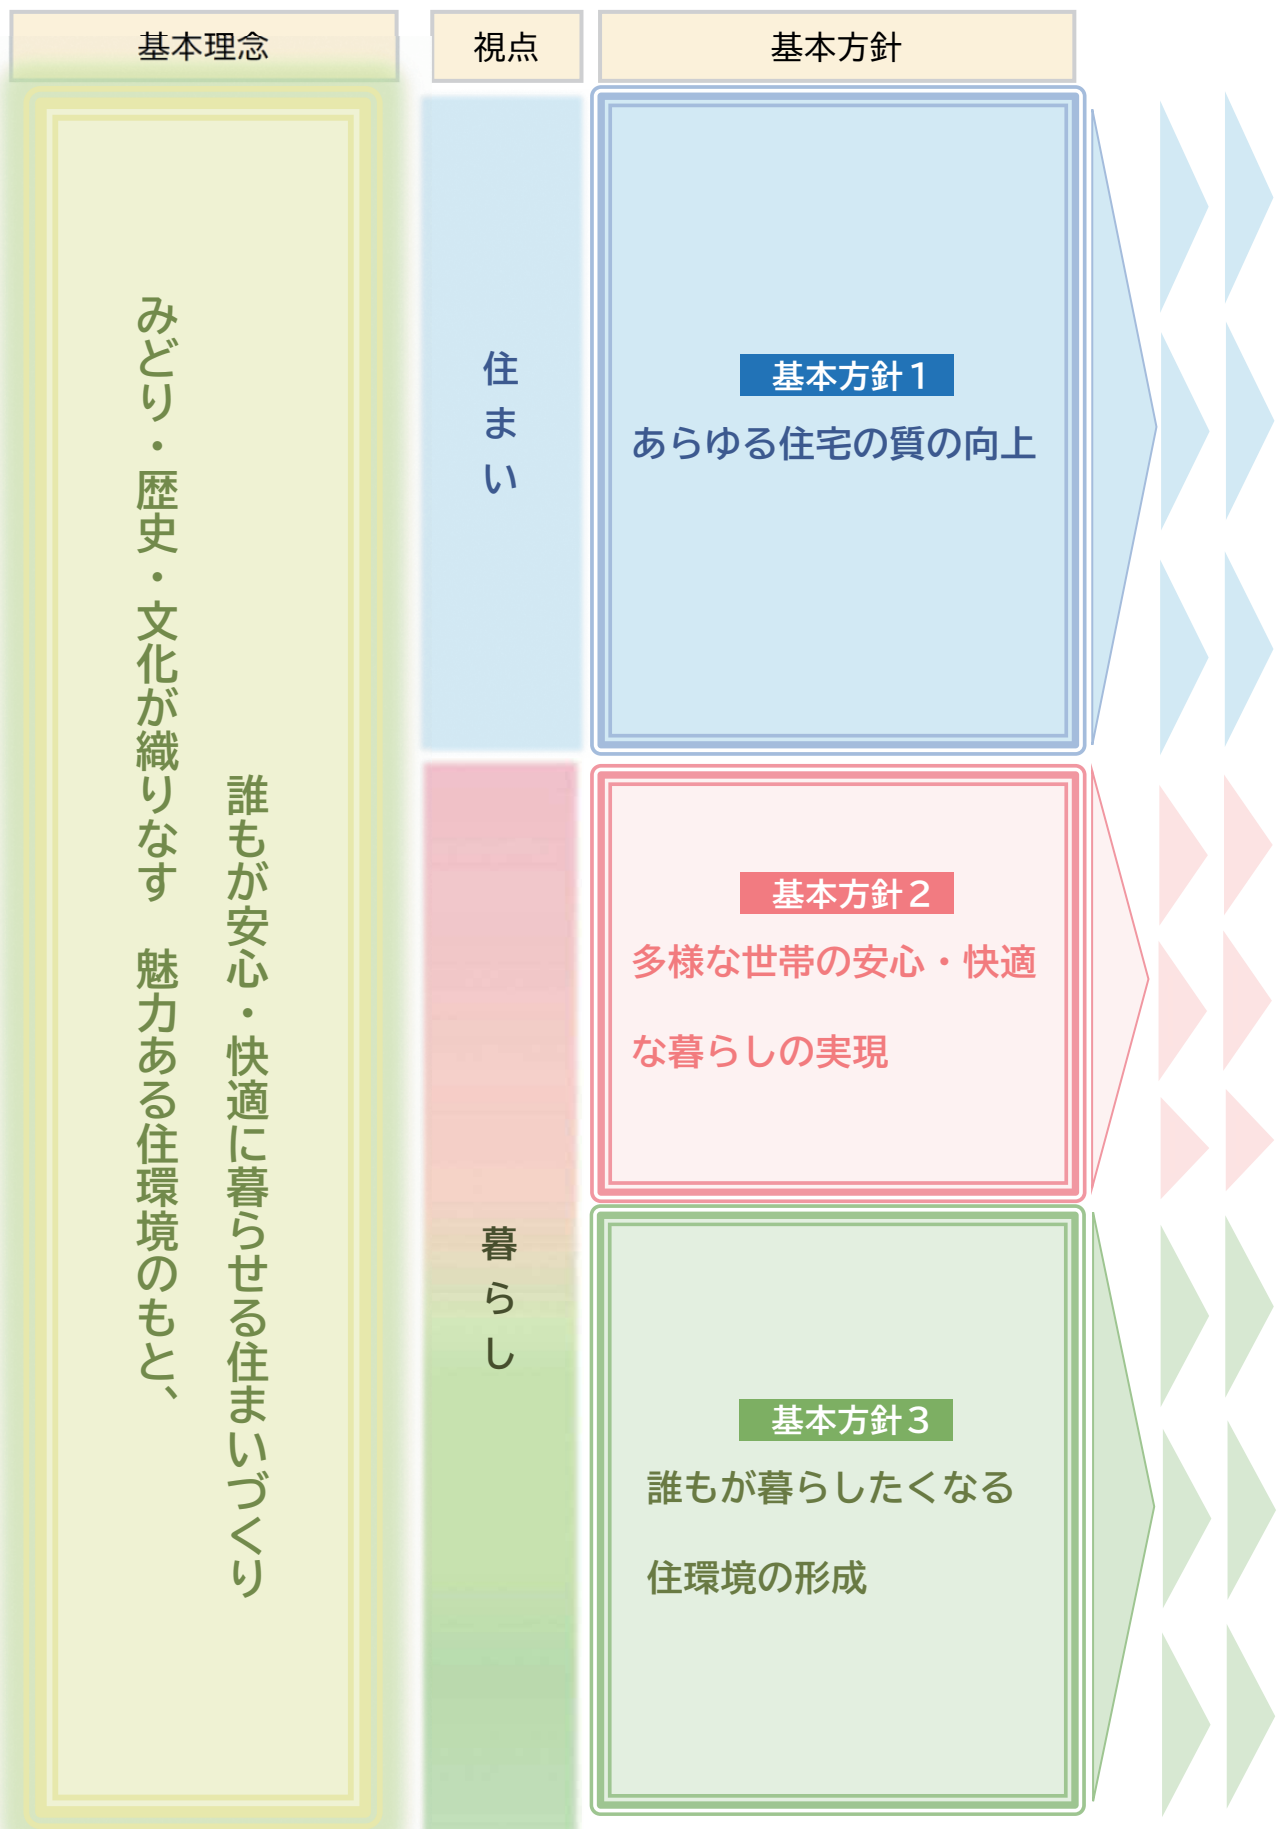 基本理念
視点
基本方針
みどり・歴史・文化が織りなす　魅力ある住環境のもと、
誰もが安心・快適に暮らせる住まいづくり
住まい
基本方針１
あらゆる住宅の質の向上
暮らし
基本方針２
多様な世帯の安心・快適
な暮らしの実現
基本方針３
誰もが暮らしたくなる
住環境の形成